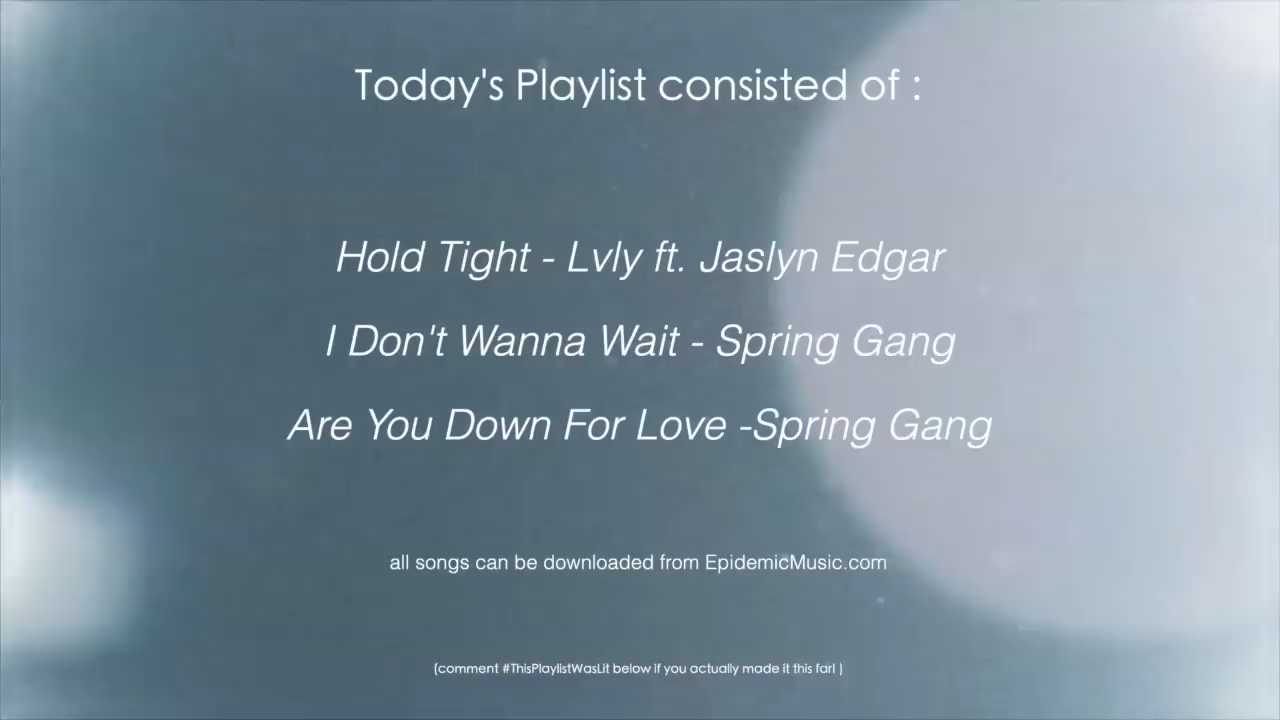 Today's Playlist consisted of :
Hold Tight - Lvly ft. Jaslyn Edgar
I Don't Wanna Wait - Spring Gang
Are You Down For Love -Spring Gang
all songs can be downloaded from EpidemicMusic.com
(comment #ThisPlaylistWasLit below if you actually made it this far! )